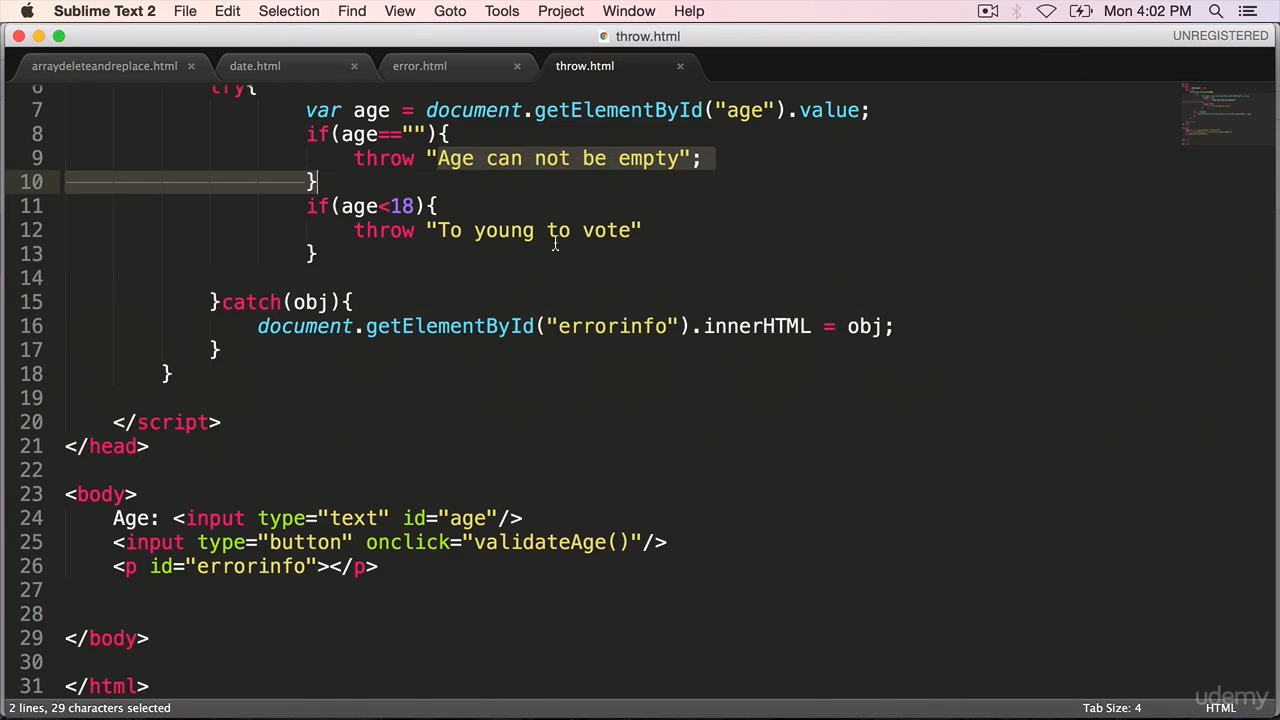 Sublime Text 2 File Edit Selection Find View Goto Tools Project Window Help Mon 4:02 PM
throw.html UNREGISTERED
arraydeleteandreplace.html date.html error.html throw.html
6 try{
7 var age = document.getElementById("age").value;
8 if(age==""){
9 throw "Age can not be empty";
10 }
11 if(age<18){
12 throw "To young to vote"
13 }
14
15 }catch(obj){
16 document.getElementById("errorinfo").innerHTML = obj;
17 }
18 }
19
20 </script>
21 </head>
22
23 <body>
24 Age: <input type="text" id="age"/>
25 <input type="button" onclick="validateAge()"/>
26 <p id="errorinfo"></p>
27
28
29 </body>
30
31 </html>
2 lines, 29 characters selected Tab Size: 4 HTML
udemy